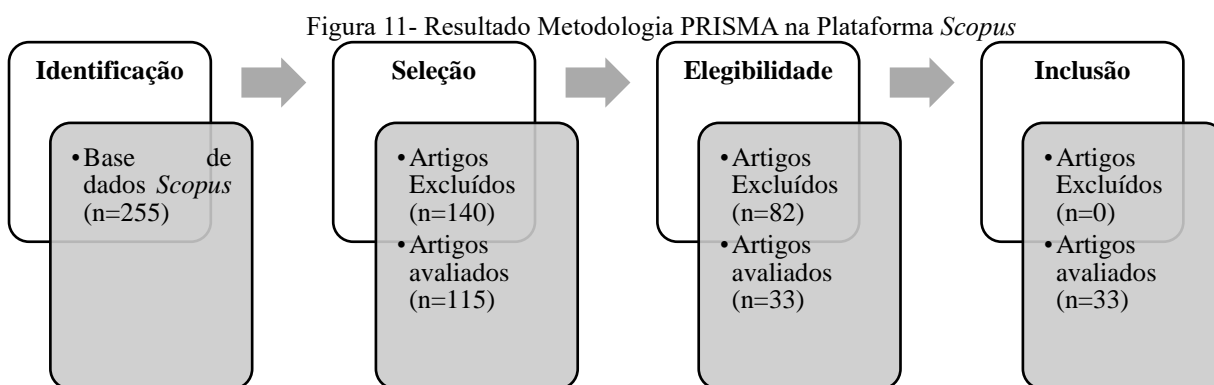 Figura 11- Resultado Metodologia PRISMA na Plataforma Scopus
Identificação
•Base de
dados Scopus
(n=255)
Seleção
•Artigos
Excluídos
(n=140)
•Artigos
avaliados
(n=115)
Elegibilidade
•Artigos
Excluídos
(n=82)
•Artigos
avaliados
(n=33)
Inclusão
•Artigos
Excluídos
(n=0)
•Artigos
avaliados
(n=33)